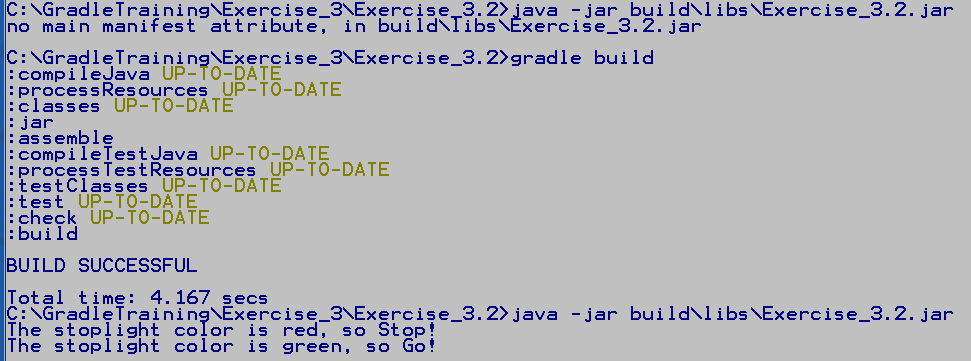 C:\GradleTraining\Exercise_3\Exercise_3.2>java -jar build\libs\Exercise_3.2.jar
no main manifest attribute, in build\libs\Exercise_3.2.jar
C:\GradleTraining\Exercise_3\Exercise_3.2>gradle build
:compileJava UP-TO-DATE
:processResources UP-TO-DATE
:classes UP-TO-DATE
:jar
:assemble
:compileTestJava UP-TO-DATE
:processTestResources UP-TO-DATE
:testClasses UP-TO-DATE
:test UP-TO-DATE
:check UP-TO-DATE
:build
BUILD SUCCESSFUL
Total time: 4.167 secs
C:\GradleTraining\Exercise_3\Exercise_3.2>java -jar build\libs\Exercise_3.2.jar
The stoplight color is red, so Stop!
The stoplight color is green, so Go!